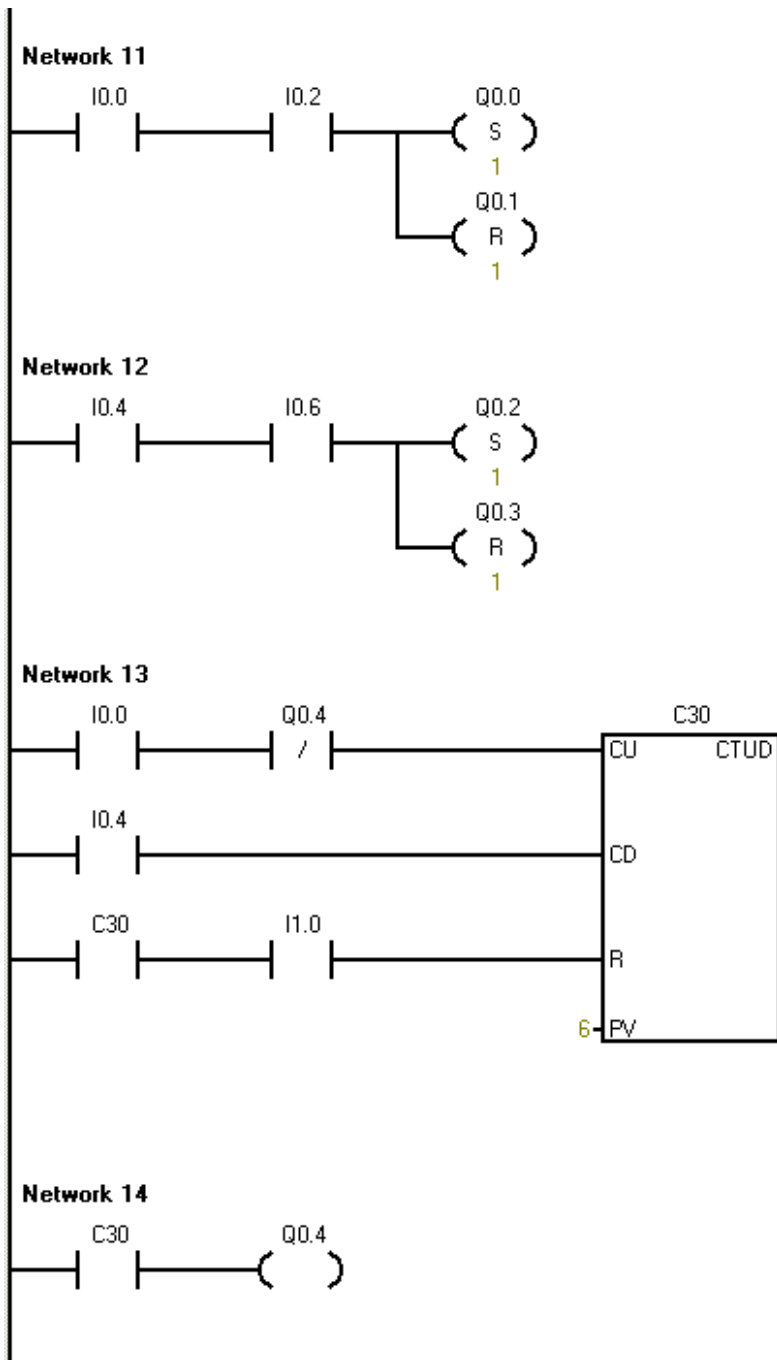 Network 11
I0.0 I0.2 Q0.0
S
1
Q0.1
R
1
Network 12
I0.4 I0.6 Q0.2
S
1
Q0.3
R
1
Network 13
I0.0 Q0.4 C30
/ CU CTUD
I0.4
CD
C30 I1.0
R
6 PV
Network 14
C30 Q0.4